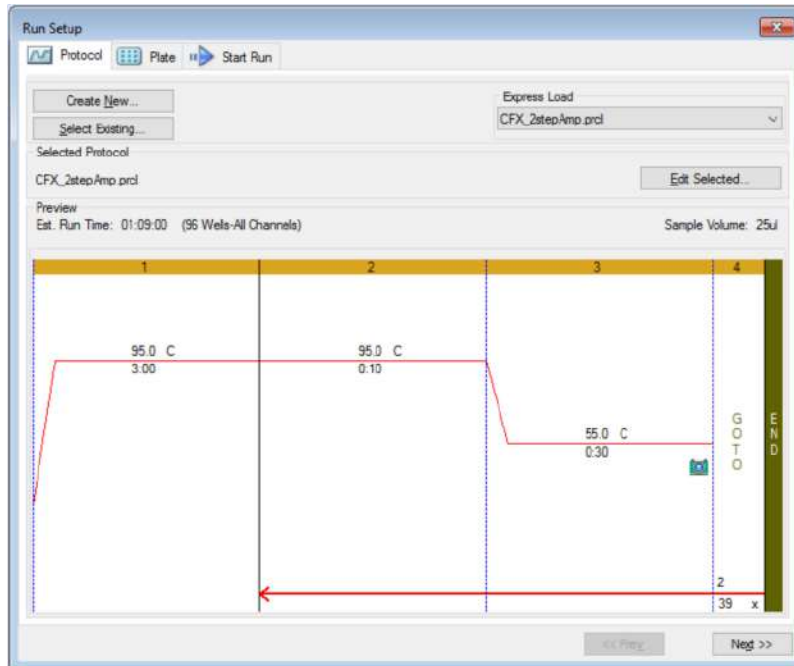 Run Setup
Protocol Plate Start Run
Create New...
Select Existing...
Express Load
CFX_2stepAmp.prcl
Selected Protocol
CFX_2stepAmp.prcl
Edit Selected...
Preview
Est. Run Time: 01:09:00 (96 Wells-All Channels) Sample Volume: 25ul
1 2 3 4
95.0 C 95.0 C
3:00 0:10
55.0 C
0:30
GOTO
END
2
39 x
<< Prev Next >>